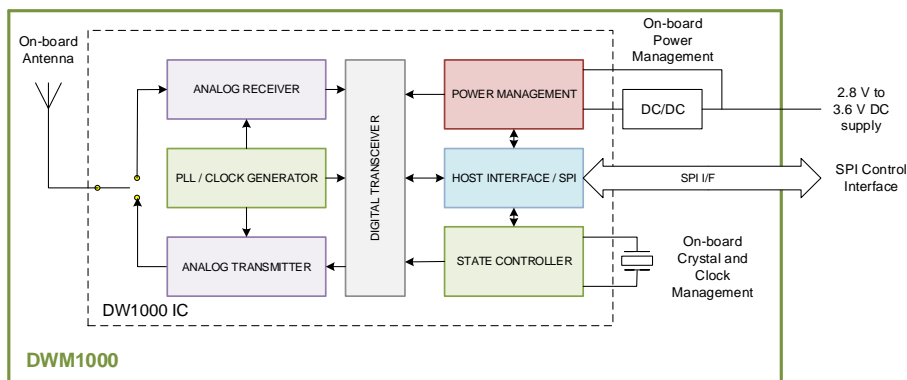 On-board
Antenna
ANALOG RECEIVER
PLL / CLOCK GENERATOR
ANALOG TRANSMITTER
DIGITAL TRANSCEIVER
POWER MANAGEMENT
HOST INTERFACE / SPI
STATE CONTROLLER
DW1000 IC
On-board
Power
Management
DC/DC
2.8 V to
3.6 V DC
supply
SPI I/F
SPI Control
Interface
On-board
Crystal and
Clock
Management
DWM1000